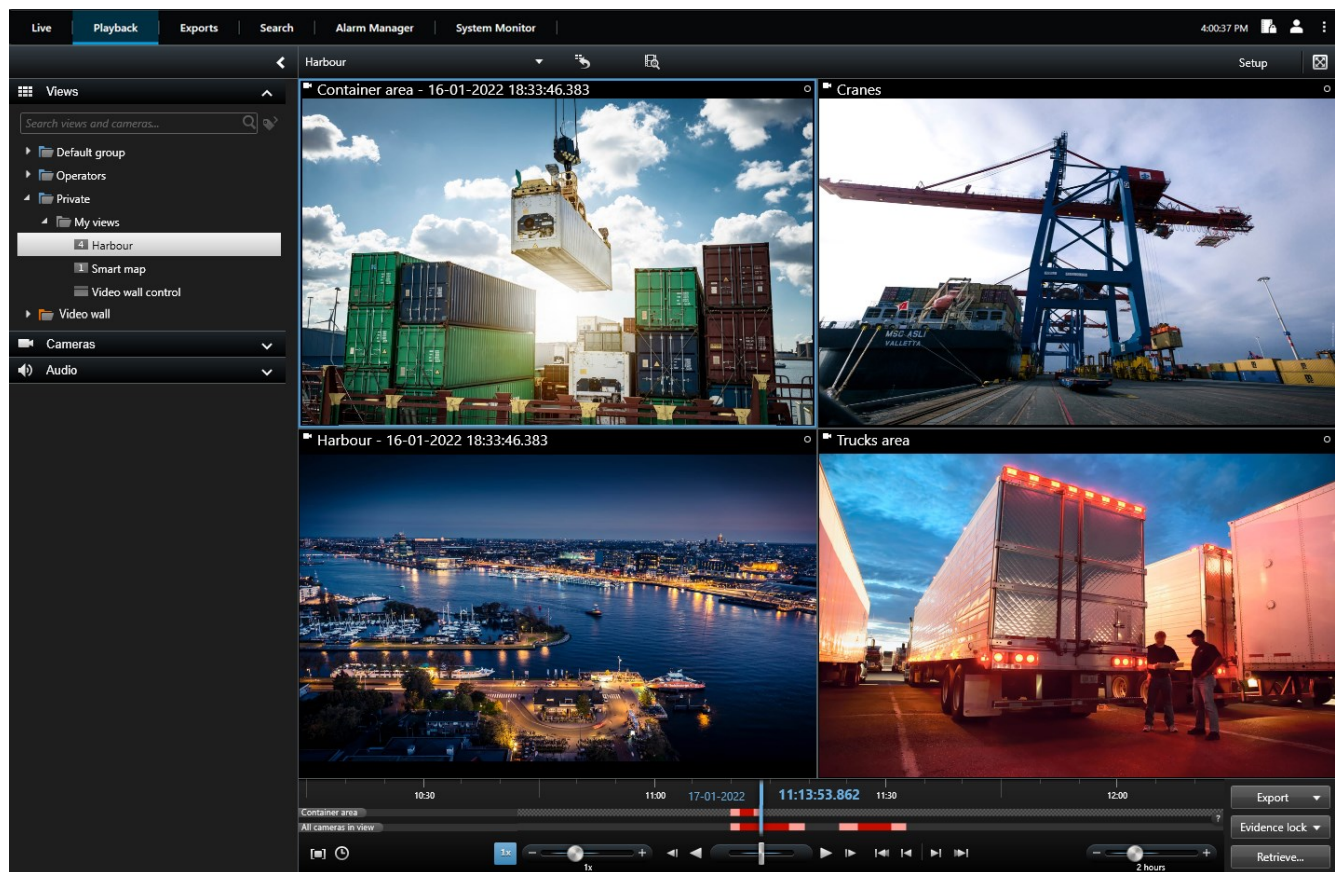 Live
Playback
Exports
Search
Alarm Manager
System Monitor
4:00:37 PM
Harbour
Setup
Views
Search views and cameras...
Default group
Operators
Private
My views
4 Harbour
1 Smart map
Video wall control
Video wall
Cameras
Audio
Container area - 16-01-2022 18:33:46.383
Cranes
MSC ASLI
VALLETTA
Harbour - 16-01-2022 18:33:46.383
Trucks area
10:30
11:00
17-01-2022
11:13:53.862
11:30
12:00
Container area
All cameras in view
?
1x
1x
2 hours
Export
Evidence lock
Retrieve...